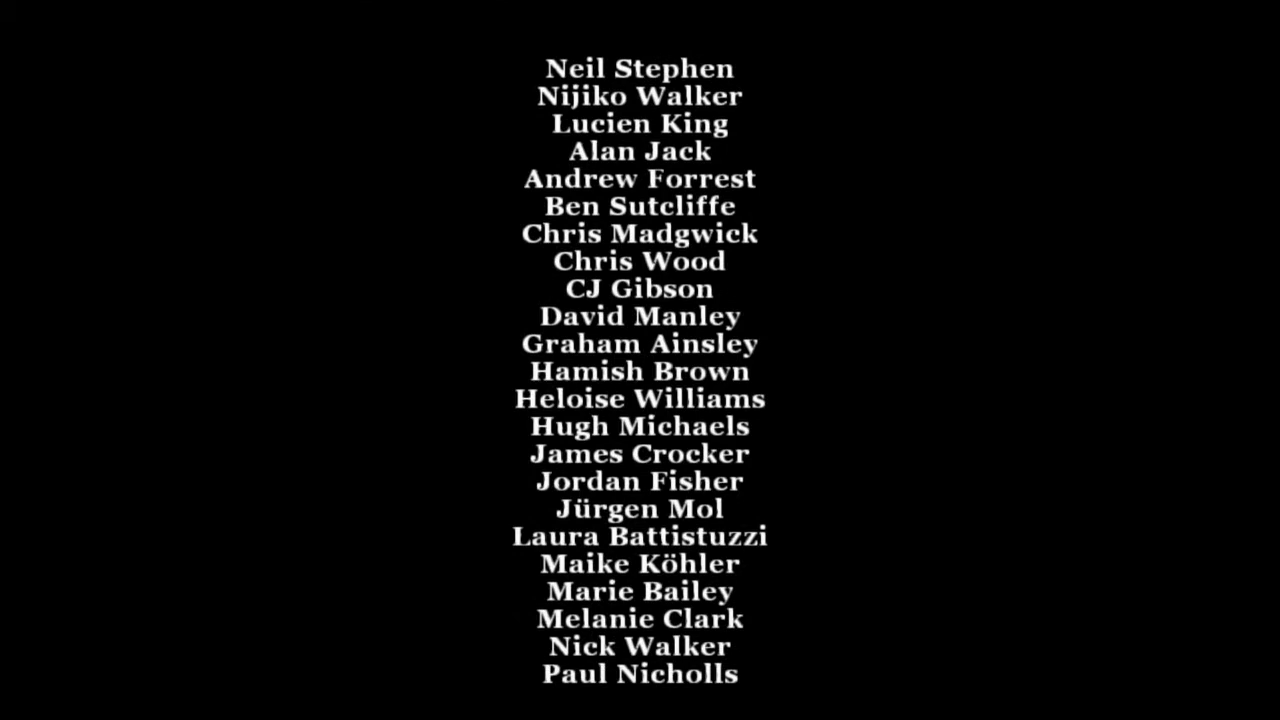 Neil Stephen
Nijiko Walker
Lucien King
Alan Jack
Andrew Forrest
Ben Sutcliffe
Chris Madgwick
Chris Wood
CJ Gibson
David Manley
Graham Ainsley
Hamish Brown
Heloise Williams
Hugh Michaels
James Crocker
Jordan Fisher
Jürgen Mol
Laura Battistuzzi
Maike Köhler
Marie Bailey
Melanie Clark
Nick Walker
Paul Nicholls